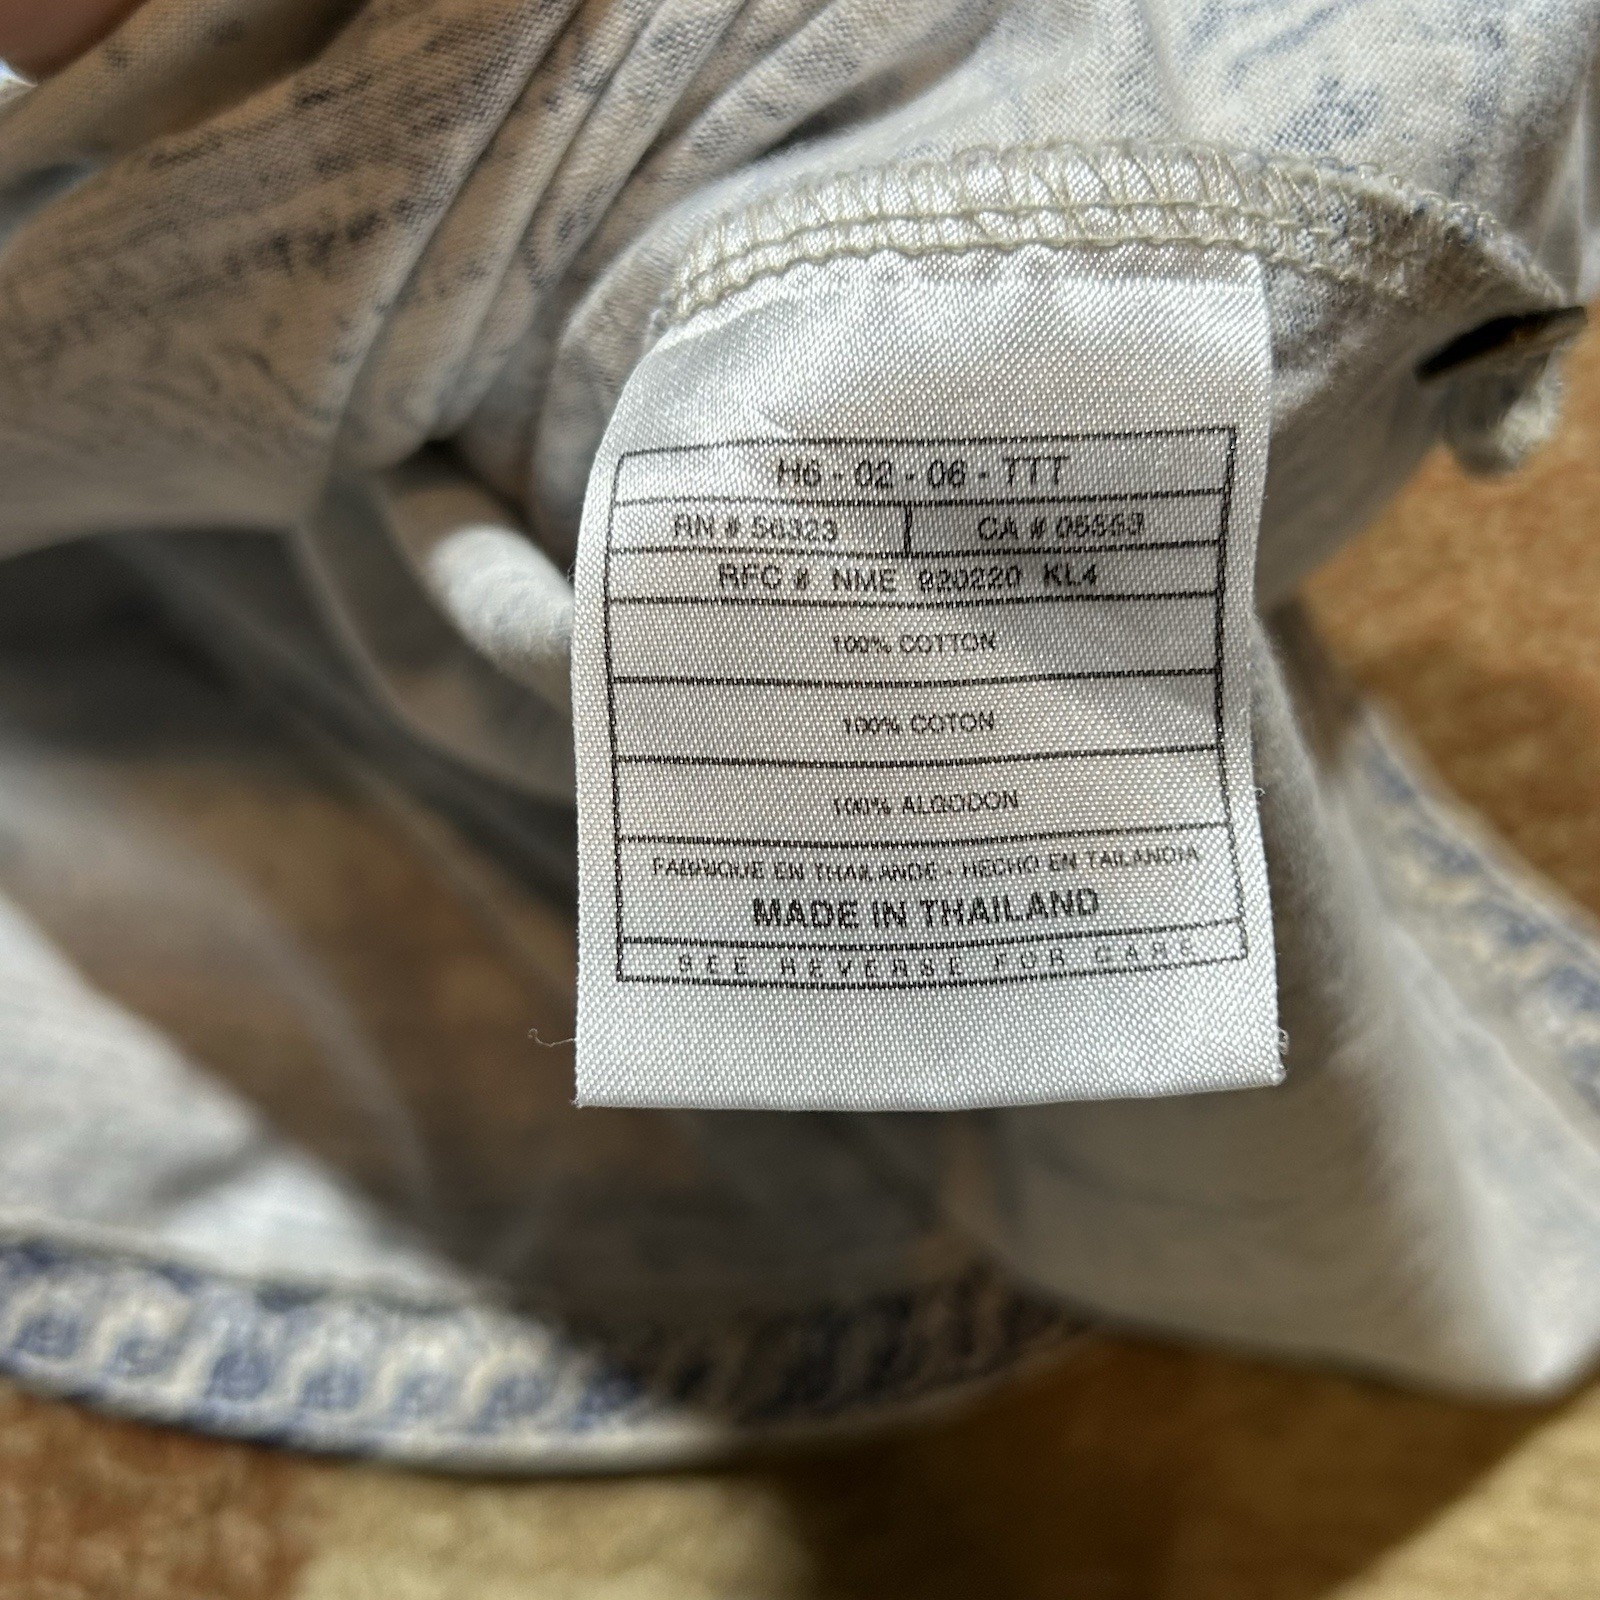 H6 - 02 - 06 - TTT
RN # 56323 CA # 05553
RFC # NME 920220 KL4
100% COTTON
100% COTON
100% ALGODON
FABRIQUE EN THAILANDE - HECHO EN TAILANDIA
MADE IN THAILAND
SEE REVERSE FOR CARE